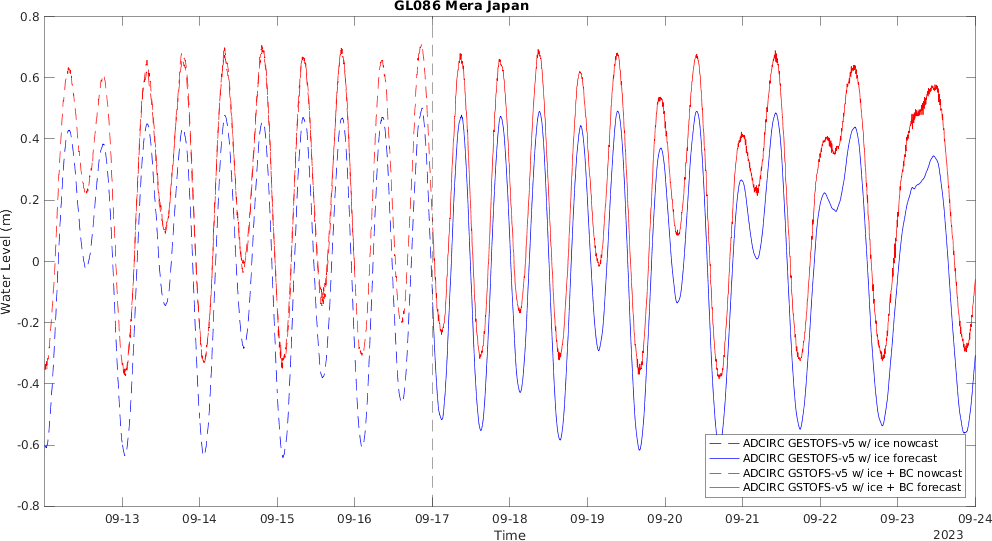 GL086 Mera Japan
0.8
0.6
0.4
0.2
0
-0.2
-0.4
-0.6
-0.8
Water Level (m)
09-13 09-14 09-15 09-16 09-17 09-18 09-19 09-20 09-21 09-22 09-23 09-24
Time
2023
ADCIRC GESTOFS-v5 w/ ice nowcast
ADCIRC GESTOFS-v5 w/ ice forecast
ADCIRC GSTOFS-v5 w/ ice + BC nowcast
ADCIRC GSTOFS-v5 w/ ice + BC forecast